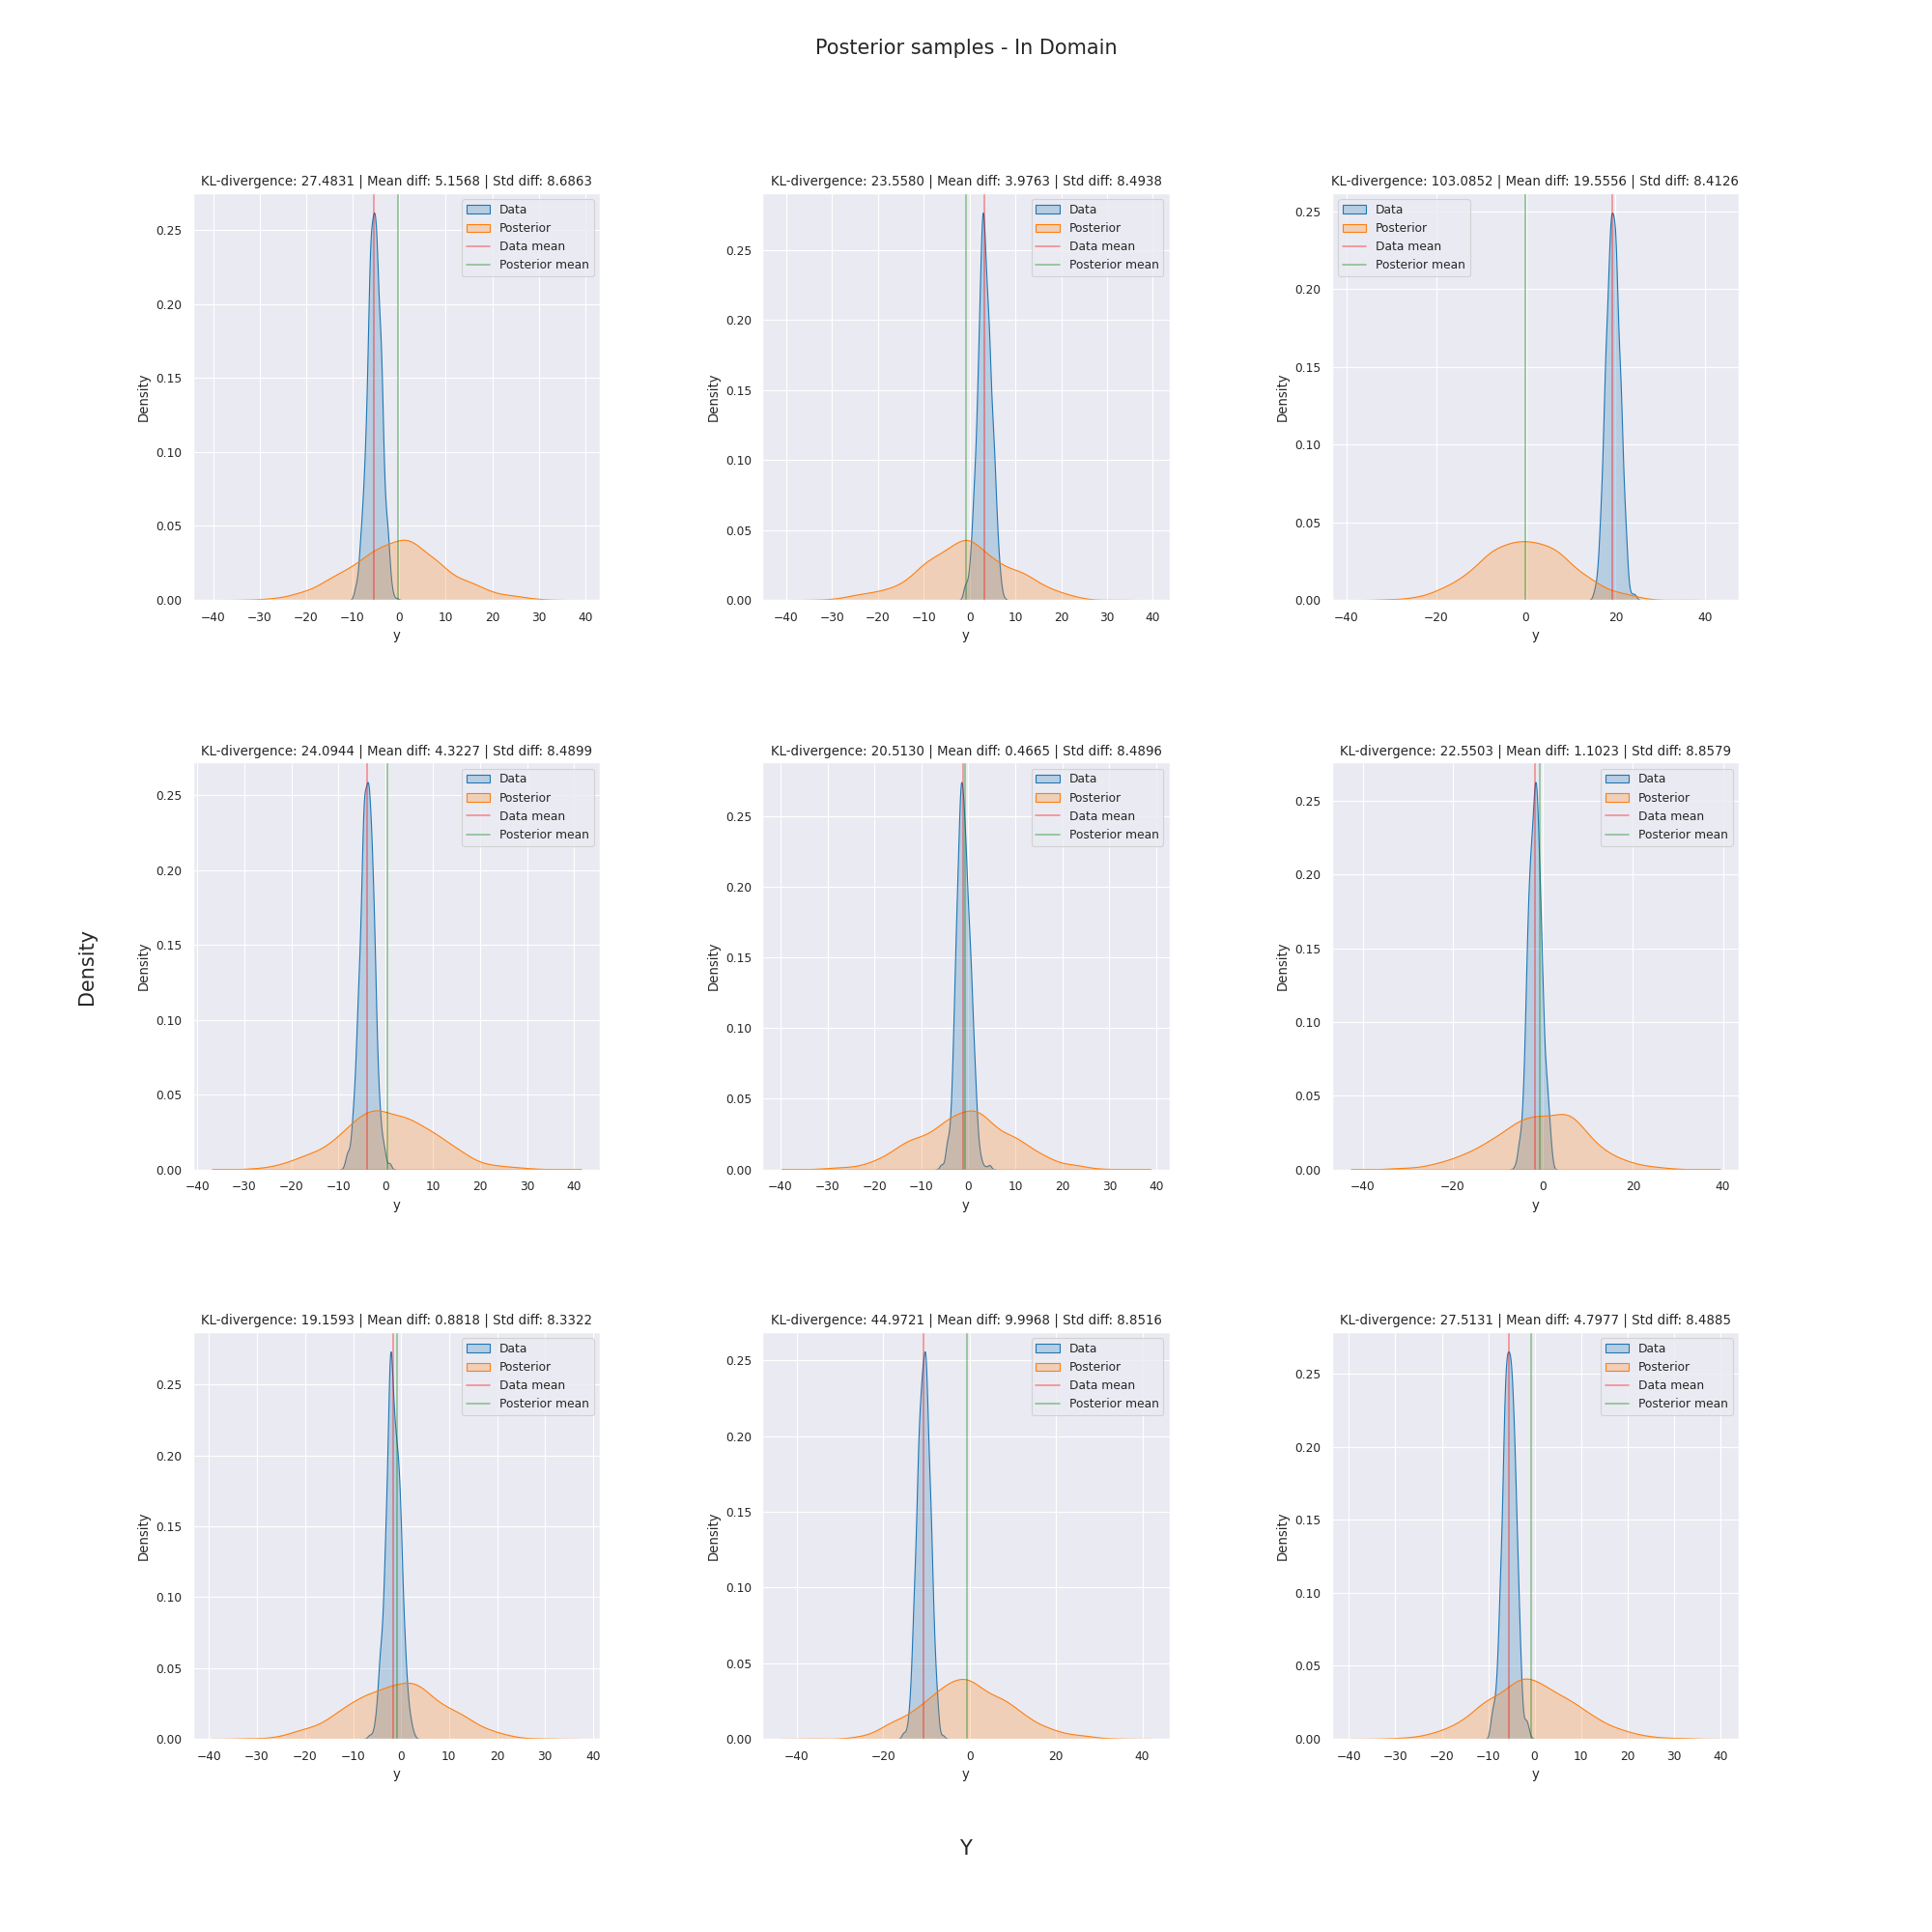 Posterior samples - In Domain
KL-divergence: 27.4831 | Mean diff: 5.1568 | Std diff: 8.6863
Data
Posterior
Data mean
Posterior mean
0.25
0.20
0.15
0.10
0.05
0.00
Density
−40 −30 −20 −10 0 10 20 30 40
y
KL-divergence: 23.5580 | Mean diff: 3.9763 | Std diff: 8.4938
Data
Posterior
Data mean
Posterior mean
0.25
0.20
0.15
0.10
0.05
0.00
Density
−40 −30 −20 −10 0 10 20 30 40
y
KL-divergence: 103.0852 | Mean diff: 19.5556 | Std diff: 8.4126
Data
Posterior
Data mean
Posterior mean
0.25
0.20
0.15
0.10
0.05
0.00
Density
−40 −20 0 20 40
y
KL-divergence: 24.0944 | Mean diff: 4.3227 | Std diff: 8.4899
Data
Posterior
Data mean
Posterior mean
0.25
0.20
0.15
0.10
0.05
0.00
Density
−40 −30 −20 −10 0 10 20 30 40
y
KL-divergence: 20.5130 | Mean diff: 0.4665 | Std diff: 8.4896
Data
Posterior
Data mean
Posterior mean
0.25
0.20
0.15
0.10
0.05
0.00
Density
−40 −30 −20 −10 0 10 20 30 40
y
KL-divergence: 22.5503 | Mean diff: 1.1023 | Std diff: 8.8579
Data
Posterior
Data mean
Posterior mean
0.25
0.20
0.15
0.10
0.05
0.00
Density
−40 −20 0 20 40
y
Density
KL-divergence: 19.1593 | Mean diff: 0.8818 | Std diff: 8.3322
Data
Posterior
Data mean
Posterior mean
0.25
0.20
0.15
0.10
0.05
0.00
Density
−40 −30 −20 −10 0 10 20 30 40
y
KL-divergence: 44.9721 | Mean diff: 9.9968 | Std diff: 8.8516
Data
Posterior
Data mean
Posterior mean
0.25
0.20
0.15
0.10
0.05
0.00
Density
−40 −20 0 20 40
y
KL-divergence: 27.5131 | Mean diff: 4.7977 | Std diff: 8.4885
Data
Posterior
Data mean
Posterior mean
0.25
0.20
0.15
0.10
0.05
0.00
Density
−40 −30 −20 −10 0 10 20 30 40
y
Y